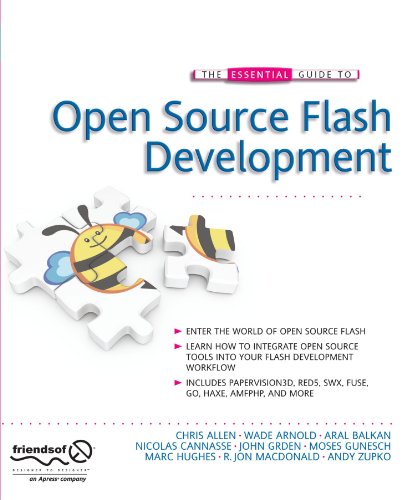 THE ESSENTIAL GUIDE TO
Open Source Flash
Development
ENTER THE WORLD OF OPEN SOURCE FLASH
LEARN HOW TO INTEGRATE OPEN SOURCE
TOOLS INTO YOUR FLASH DEVELOPMENT
WORKFLOW
INCLUDES PAPERVISION3D, RED5, SWX, FUSE,
GO, HAXE, AMFPHP, AND MORE
CHRIS ALLEN · WADE ARNOLD · ARAL BALKAN
NICOLAS CANNASSE · JOHN GRDEN · MOSES GUNESCH
MARC HUGHES · R. JON MACDONALD · ANDY ZUPKO
friendsof
DESIGNER TO DESIGNER™
an Apress® company